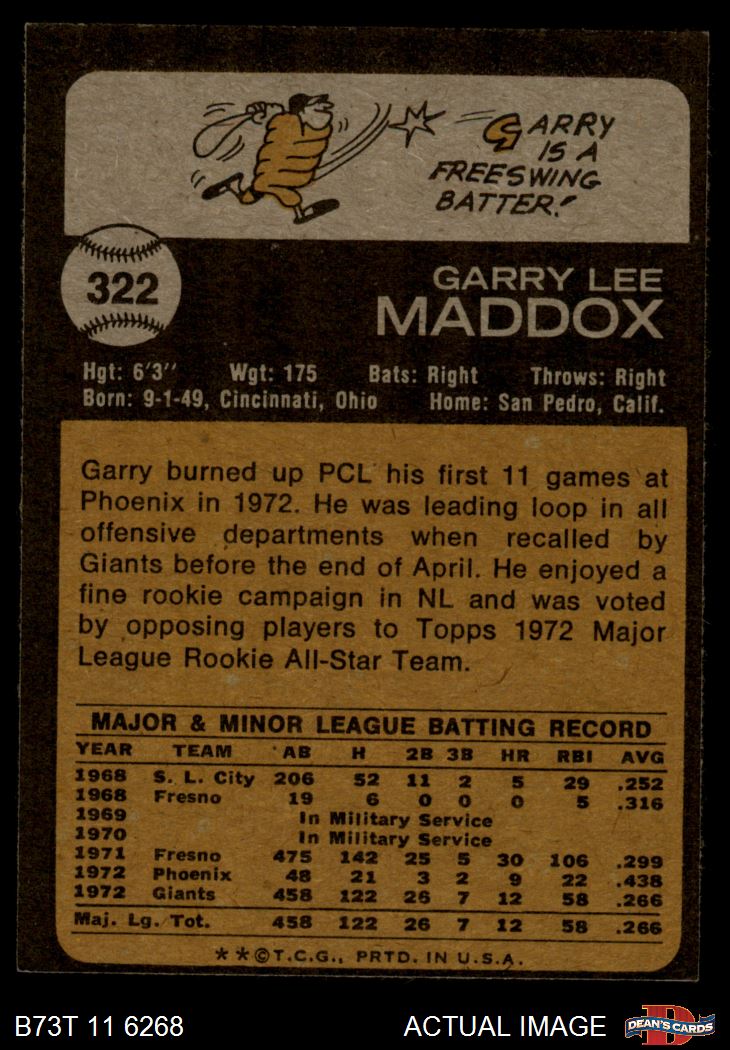 GARRY
IS A
FREESWING
BATTER!
322
GARRY LEE
MADDOX
Hgt: 6'3" Wgt: 175 Bats: Right Throws: Right
Born: 9-1-49, Cincinnati, Ohio Home: San Pedro, Calif.
Garry burned up PCL his first 11 games at
Phoenix in 1972. He was leading loop in all
offensive departments when recalled by
Giants before the end of April. He enjoyed a
fine rookie campaign in NL and was voted
by opposing players to Topps 1972 Major
League Rookie All-Star Team.
MAJOR & MINOR LEAGUE BATTING RECORD
YEAR TEAM AB H 2B 3B HR RBI AVG
1968 S. L. City 206 52 11 2 5 29 .252
1968 Fresno 19 6 0 0 0 5 .316
1969 In Military Service
1970 In Military Service
1971 Fresno 475 142 25 5 30 106 .299
1972 Phoenix 48 21 3 2 9 22 .438
1972 Giants 458 122 26 7 12 58 .266
Maj. Lg. Tot. 458 122 26 7 12 58 .266
**©T.C.G., PRTD. IN U.S.A.
B73T 11 6268 ACTUAL IMAGE D DEAN'S CARDS